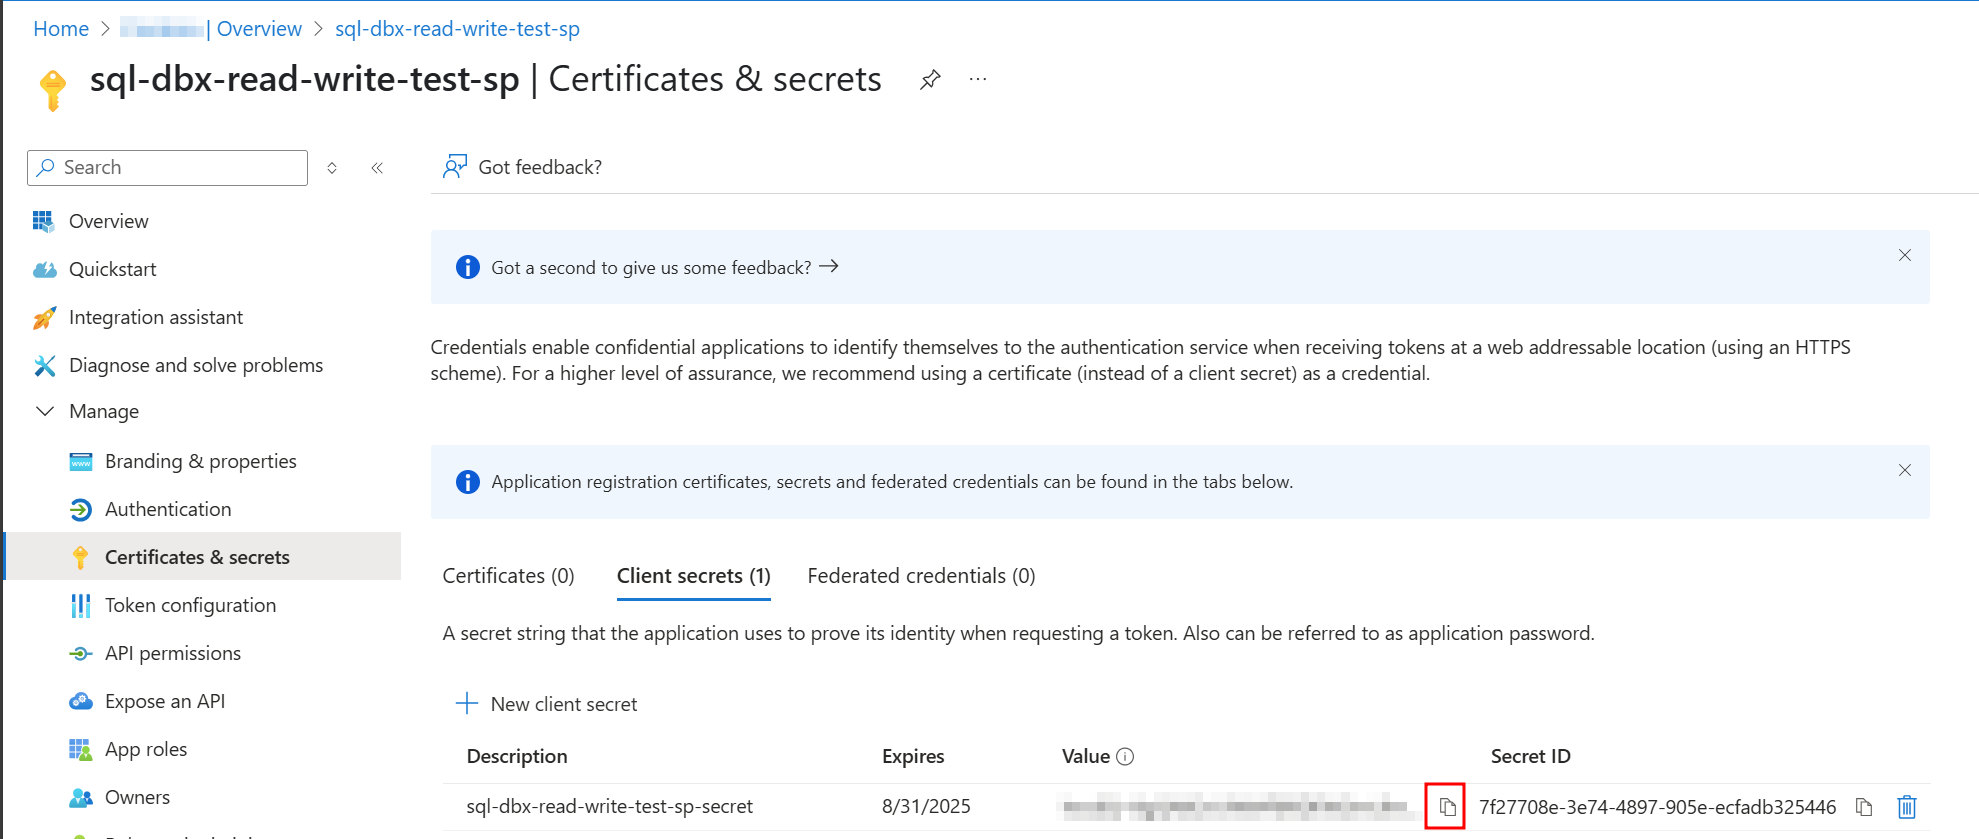 Home > | Overview > sql-dbx-read-write-test-sp
sql-dbx-read-write-test-sp | Certificates & secrets
Search
Got feedback?
Overview
Quickstart
Integration assistant
Diagnose and solve problems
Manage
Branding & properties
Authentication
Certificates & secrets
Token configuration
API permissions
Expose an API
App roles
Owners
Got a second to give us some feedback? →
Credentials enable confidential applications to identify themselves to the authentication service when receiving tokens at a web addressable location (using an HTTPS
scheme). For a higher level of assurance, we recommend using a certificate (instead of a client secret) as a credential.
Application registration certificates, secrets and federated credentials can be found in the tabs below.
Certificates (0) Client secrets (1) Federated credentials (0)
A secret string that the application uses to prove its identity when requesting a token. Also can be referred to as application password.
New client secret
Description Expires Value Secret ID
sql-dbx-read-write-test-sp-secret 8/31/2025 7f27708e-3e74-4897-905e-ecfadb325446